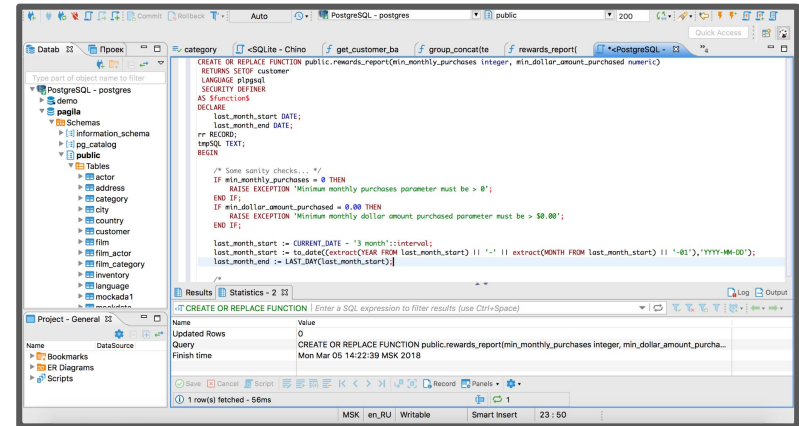 Commit Rollback T Auto PostgreSQL - postgres public 200
Quick Access
Datab Проек category <SQLite - Chino get_customer_ba group_concat(te rewards_report( *<PostgreSQL - »4
Type part of object name to filter
PostgreSQL - postgres
demo
pagila
Schemas
information_schema
pg_catalog
public
Tables
actor
address
category
city
country
customer
film
film_actor
film_category
inventory
language
mockada1
mockdata
CREATE OR REPLACE FUNCTION public.rewards_report(min_monthly_purchases integer, min_dollar_amount_purchased numeric)
RETURNS SETOF customer
LANGUAGE plpgsql
SECURITY DEFINER
AS $function$
DECLARE
last_month_start DATE;
last_month_end DATE;
rr RECORD;
tmpSQL TEXT;
BEGIN
/* Some sanity checks... */
IF min_monthly_purchases = 0 THEN
RAISE EXCEPTION 'Minimum monthly purchases parameter must be > 0';
END IF;
IF min_dollar_amount_purchased = 0.00 THEN
RAISE EXCEPTION 'Minimum monthly dollar amount purchased parameter must be > $0.00';
END IF;
last_month_start := CURRENT_DATE - '3 month'::interval;
last_month_start := to_date((extract(YEAR FROM last_month_start) || '-' || extract(MONTH FROM last_month_start) || '-01'),'YYYY-MM-DD');
last_month_end := LAST_DAY(last_month_start);
/*
Results Statistics - 2 Log Output
CREATE OR REPLACE FUNCTION Enter a SQL expression to filter results (use Ctrl+Space)
Name Value
Updated Rows 0
Query CREATE OR REPLACE FUNCTION public.rewards_report(min_monthly_purchases integer, min_dollar_amount_purcha...
Finish time Mon Mar 05 14:22:39 MSK 2018
Save Cancel Script Record Panels
1 row(s) fetched - 56ms 1
Project - General
Name DataSource
Bookmarks
ER Diagrams
Scripts
MSK en_RU Writable Smart Insert 23 : 50